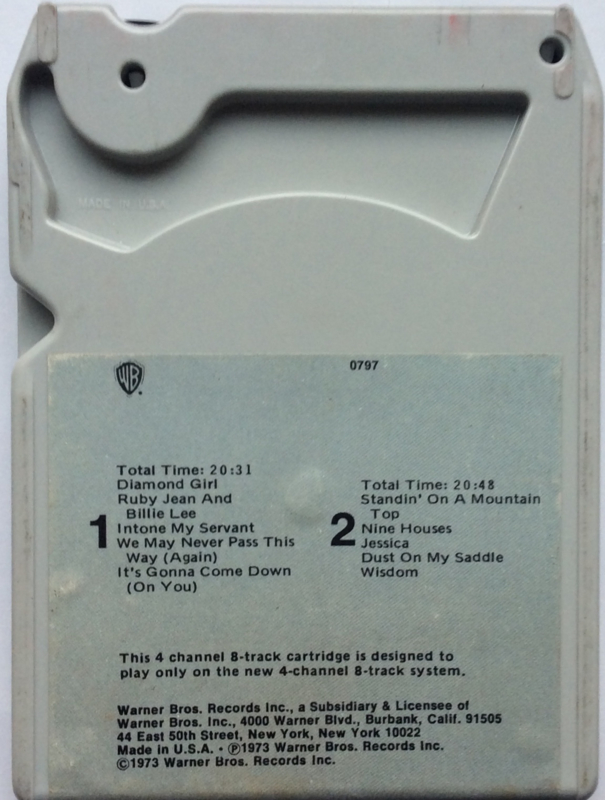 MADE IN U.S.A.
WB
0797
Total Time: 20:31
Diamond Girl
Ruby Jean And
Billie Lee
1 Intone My Servant
We May Never Pass This
Way (Again)
It's Gonna Come Down
(On You)
Total Time: 20:48
Standin' On A Mountain
Top
2 Nine Houses
Jessica
Dust On My Saddle
Wisdom
This 4 channel 8-track cartridge is designed to
play only on the new 4-channel 8-track system.
Warner Bros. Records Inc., a Subsidiary & Licensee of
Warner Bros. Inc., 4000 Warner Blvd., Burbank, Calif. 91505
44 East 50th Street, New York, New York 10022
Made in U.S.A. • ℗1973 Warner Bros. Records Inc.
©1973 Warner Bros. Records Inc.